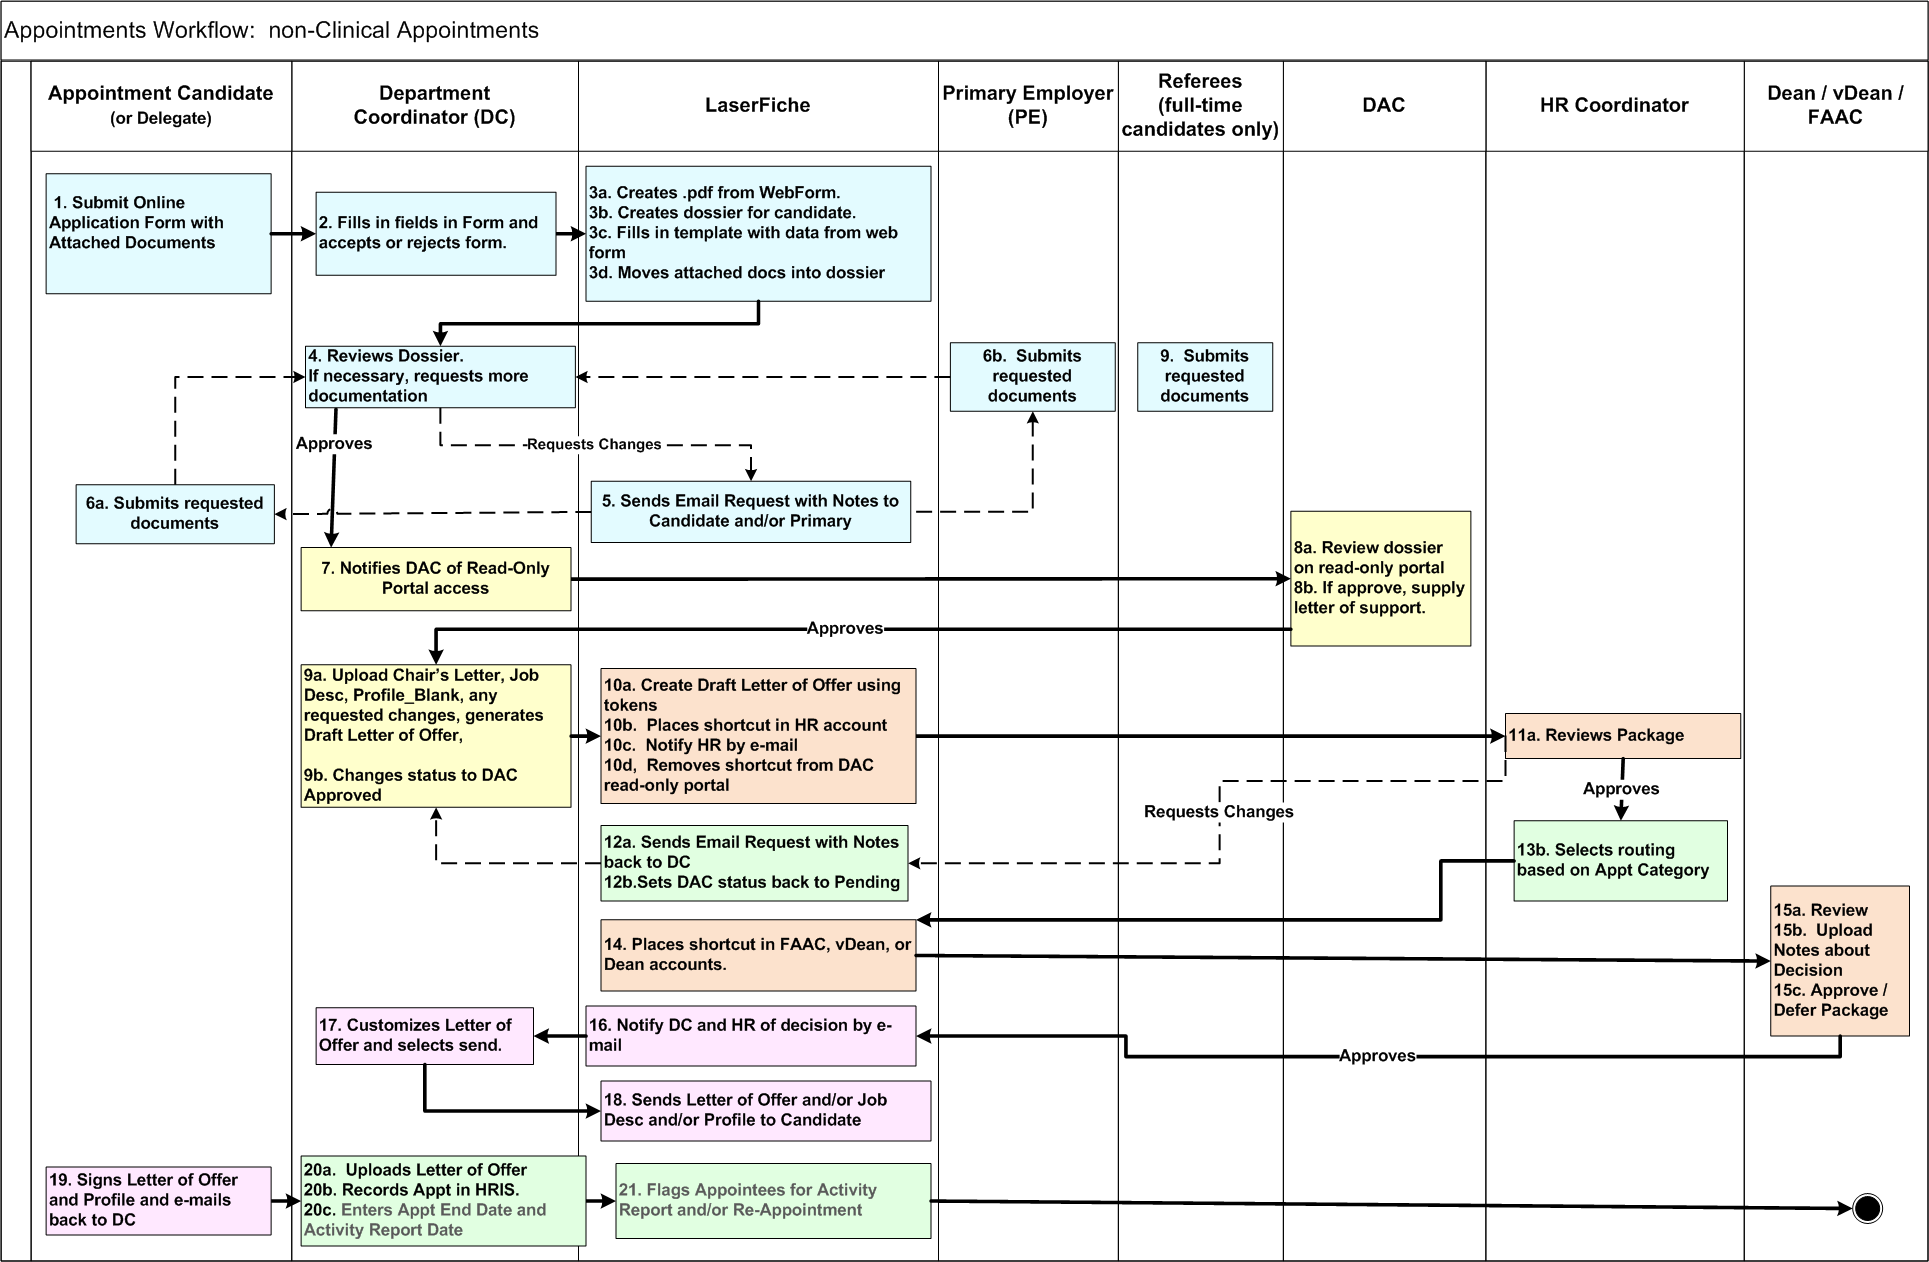 Appointments Workflow:  non-Clinical Appointments
Appointment Candidate
(or Delegate)
Department
Coordinator (DC)
LaserFiche
Primary Employer
(PE)
Referees
(full-time
candidates only)
DAC
HR Coordinator
Dean / vDean /
FAAC
1. Submit Online
Application Form with
Attached Documents
2. Fills in fields in Form and
accepts or rejects form.
3a. Creates .pdf from WebForm.
3b. Creates dossier for candidate.
3c. Fills in template with data from web
form
3d. Moves attached docs into dossier
4. Reviews Dossier.
If necessary, requests more
documentation
6b.  Submits
requested
documents
9.  Submits
requested
documents
Approves
Requests Changes
6a. Submits requested
documents
5. Sends Email Request with Notes to
Candidate and/or Primary
7. Notifies DAC of Read-Only
Portal access
8a. Review dossier
on read-only portal
8b. If approve, supply
letter of support.
Approves
9a. Upload Chair's Letter, Job
Desc, Profile_Blank, any
requested changes, generates
Draft Letter of Offer,
9b. Changes status to DAC
Approved
10a. Create Draft Letter of Offer using
tokens
10b.  Places shortcut in HR account
10c.  Notify HR by e-mail
10d,  Removes shortcut from DAC
read-only portal
11a. Reviews Package
Approves
Requests Changes
12a. Sends Email Request with Notes
back to DC
12b.Sets DAC status back to Pending
13b. Selects routing
based on Appt Category
14. Places shortcut in FAAC, vDean, or
Dean accounts.
15a. Review
15b.  Upload
Notes about
Decision
15c. Approve /
Defer Package
Approves
16. Notify DC and HR of decision by e-
mail
17. Customizes Letter of
Offer and selects send.
18. Sends Letter of Offer and/or Job
Desc and/or Profile to Candidate
19. Signs Letter of Offer
and Profile and e-mails
back to DC
20a.  Uploads Letter of Offer
20b. Records Appt in HRIS.
20c. Enters Appt End Date and
Activity Report Date
21. Flags Appointees for Activity
Report and/or Re-Appointment